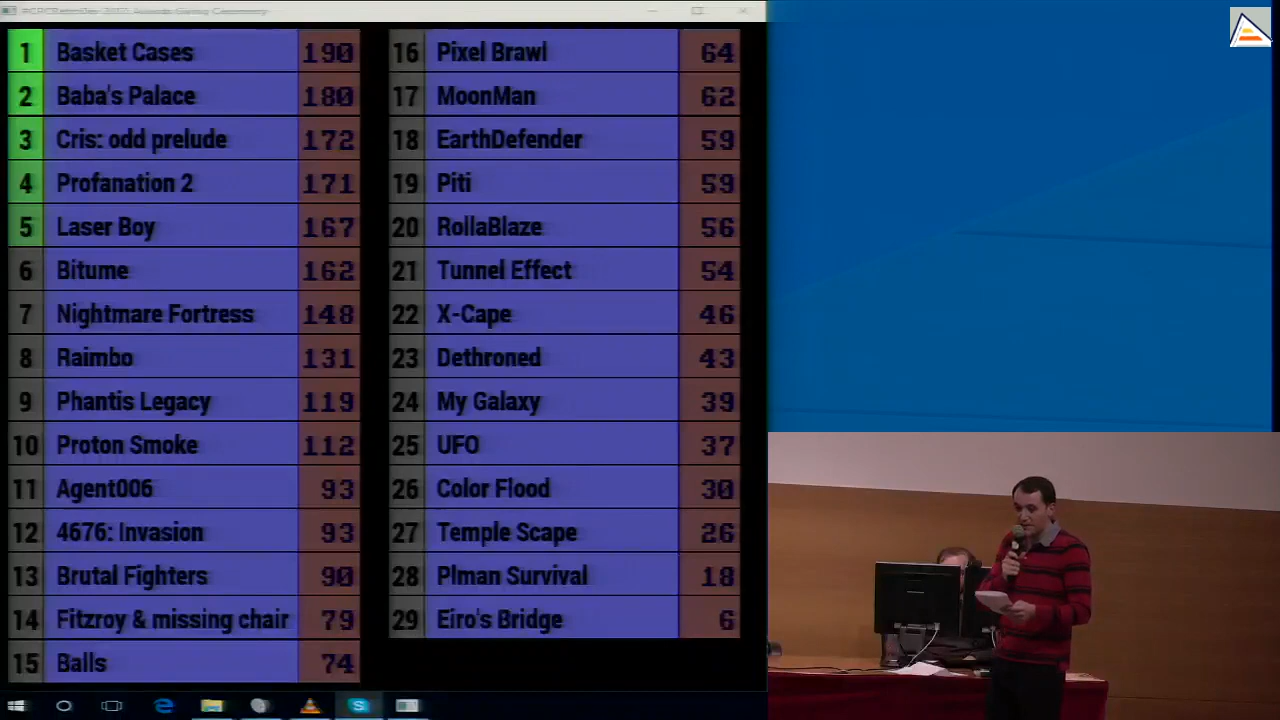 #CPCRetroDev 2017 Awards Giving Ceremony
1 Basket Cases 190
2 Baba's Palace 180
3 Cris: odd prelude 172
4 Profanation 2 171
5 Laser Boy 167
6 Bitume 162
7 Nightmare Fortress 148
8 Raimbo 131
9 Phantis Legacy 119
10 Proton Smoke 112
11 Agent006 93
12 4676: Invasion 93
13 Brutal Fighters 90
14 Fitzroy & missing chair 79
15 Balls 74
16 Pixel Brawl 64
17 MoonMan 62
18 EarthDefender 59
19 Piti 59
20 RollaBlaze 56
21 Tunnel Effect 54
22 X-Cape 46
23 Dethroned 43
24 My Galaxy 39
25 UFO 37
26 Color Flood 30
27 Temple Scape 26
28 Plman Survival 18
29 Eiro's Bridge 6